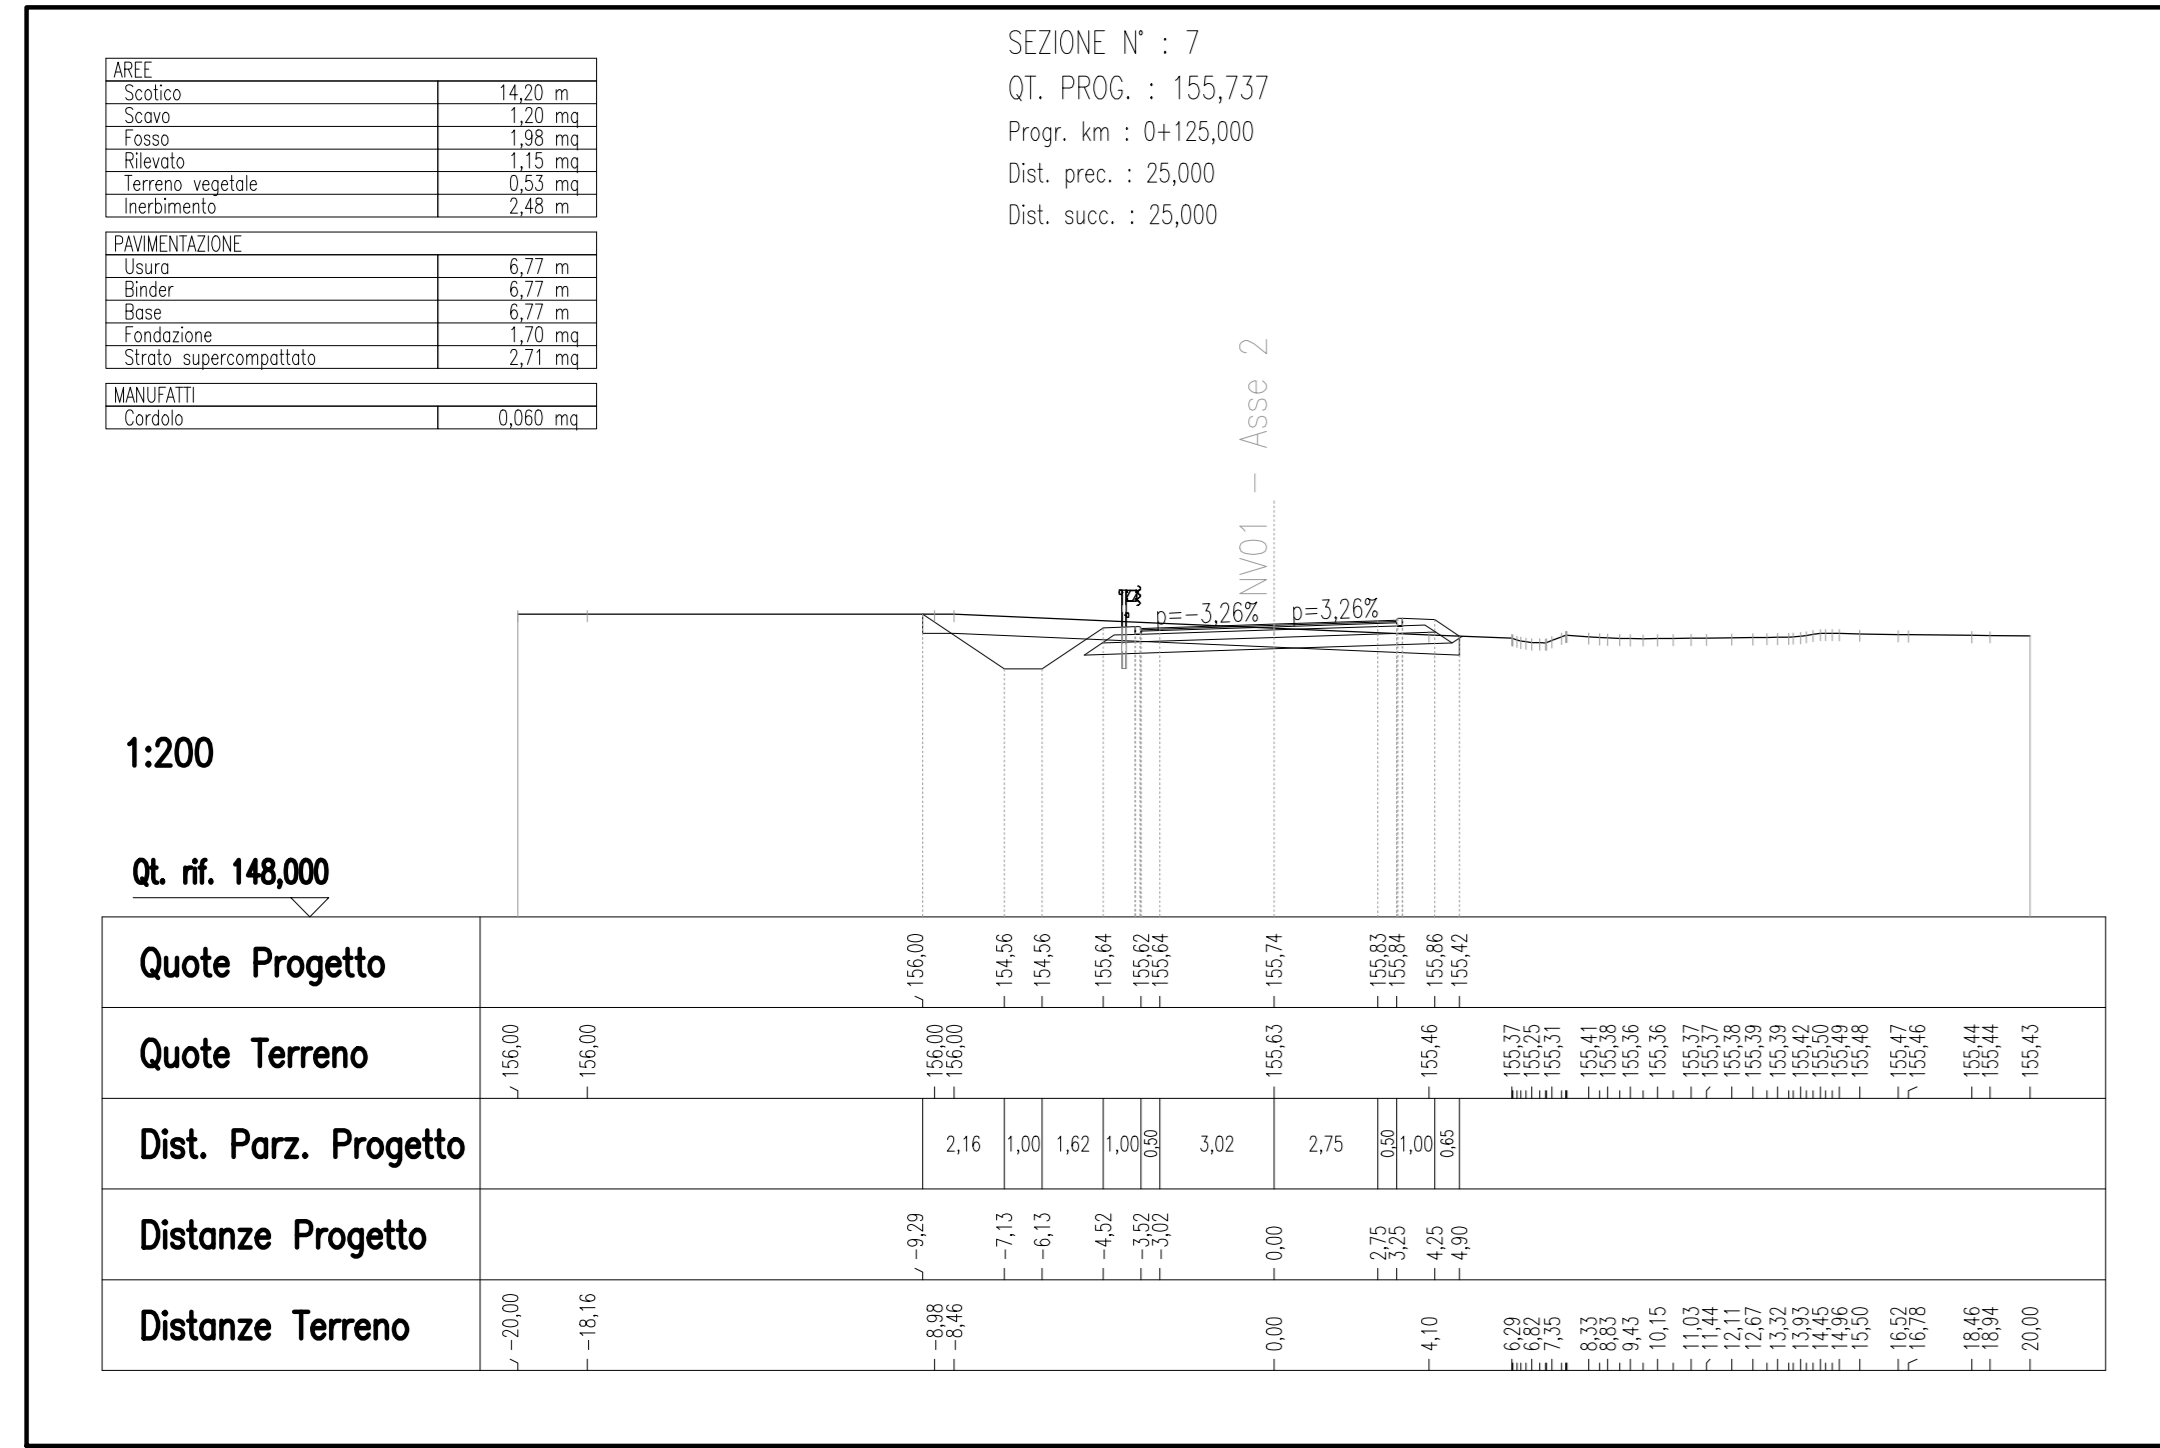 SEZIONE N° : 7
QT. PROG. : 155,737
Progr. km : 0+125,000
Dist. prec. : 25,000
Dist. succ. : 25,000
AREE
Scotico 14,20 m
Scavo 1,20 mq
Fosso 1,98 mq
Rilevato 1,15 mq
Terreno vegetale 0,53 mq
Inerbimento 2,48 m
PAVIMENTAZIONE
Usura 6,77 m
Binder 6,77 m
Base 6,77 m
Fondazione 1,70 mq
Strato supercompattato 2,71 mq
MANUFATTI
Cordolo 0,060 mq
NV01 - Asse 2
p=-3,26% p=3,26%
1:200
Qt. rif. 148,000
Quote Progetto 156,00 154,56 154,56 155,64 155,62 155,64 155,74 155,83 155,84 155,86 155,42
Quote Terreno 156,00 156,00 156,00 156,00 155,63 155,46 155,37 155,25 155,31 155,41 155,38 155,36 155,36 155,37 155,37 155,38 155,39 155,39 155,42 155,50 155,49 155,48 155,47 155,46 155,44 155,44 155,43
Dist. Parz. Progetto 2,16 1,00 1,62 1,00 0,50 3,02 2,75 0,50 1,00 0,65
Distanze Progetto -9,29 -7,13 -6,13 -4,52 -3,52 -3,02 0,00 2,75 3,25 4,25 4,90
Distanze Terreno -20,00 -18,16 -8,98 -8,46 0,00 4,10 6,29 6,82 7,35 8,33 8,83 9,43 10,15 11,03 11,44 12,11 12,67 13,32 13,93 14,45 14,96 15,50 16,52 16,78 18,46 18,94 20,00